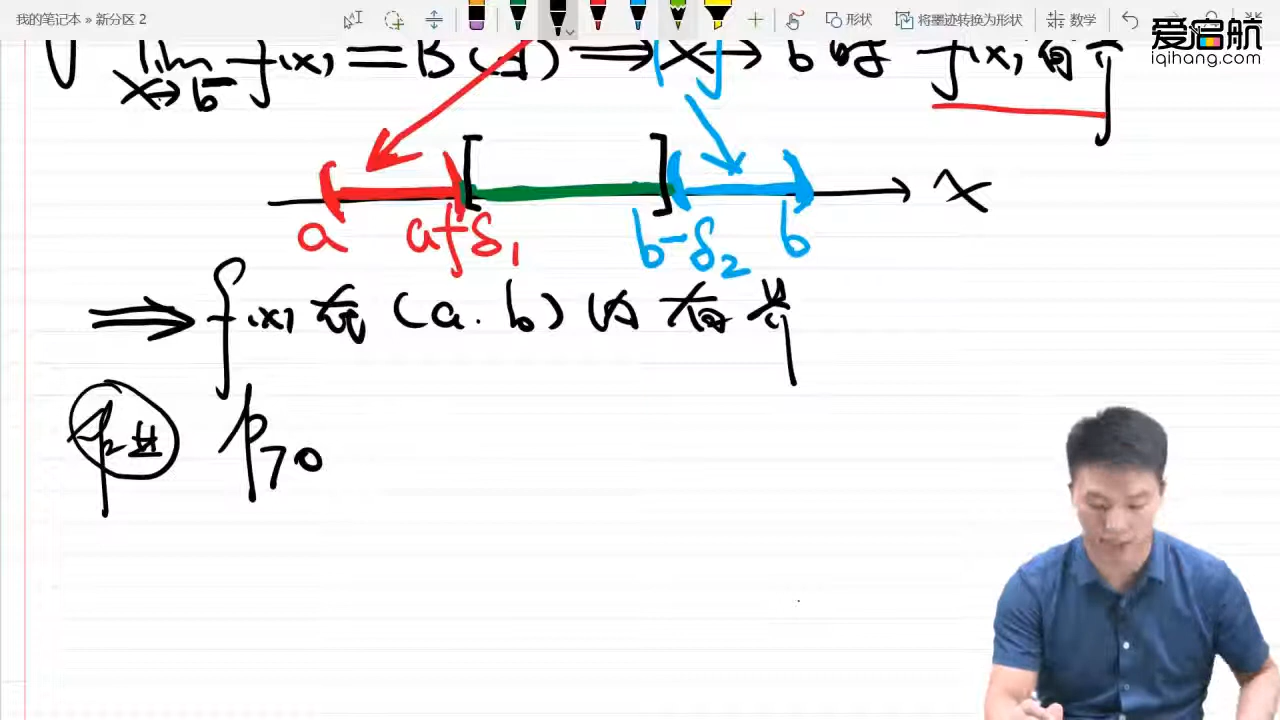 我的笔记本 » 新分区 2
形状 将墨迹转换为形状 数学
爱启航
iqihang.com
lim f(x) = B(∃) ⟹ X → b⁻ 时 f(x) 有界
X→b⁻
[ ]
X
a a+δ₁ b-δ₂ b
⟹ f(x) 在 (a.b) 内 有界
P₇₀